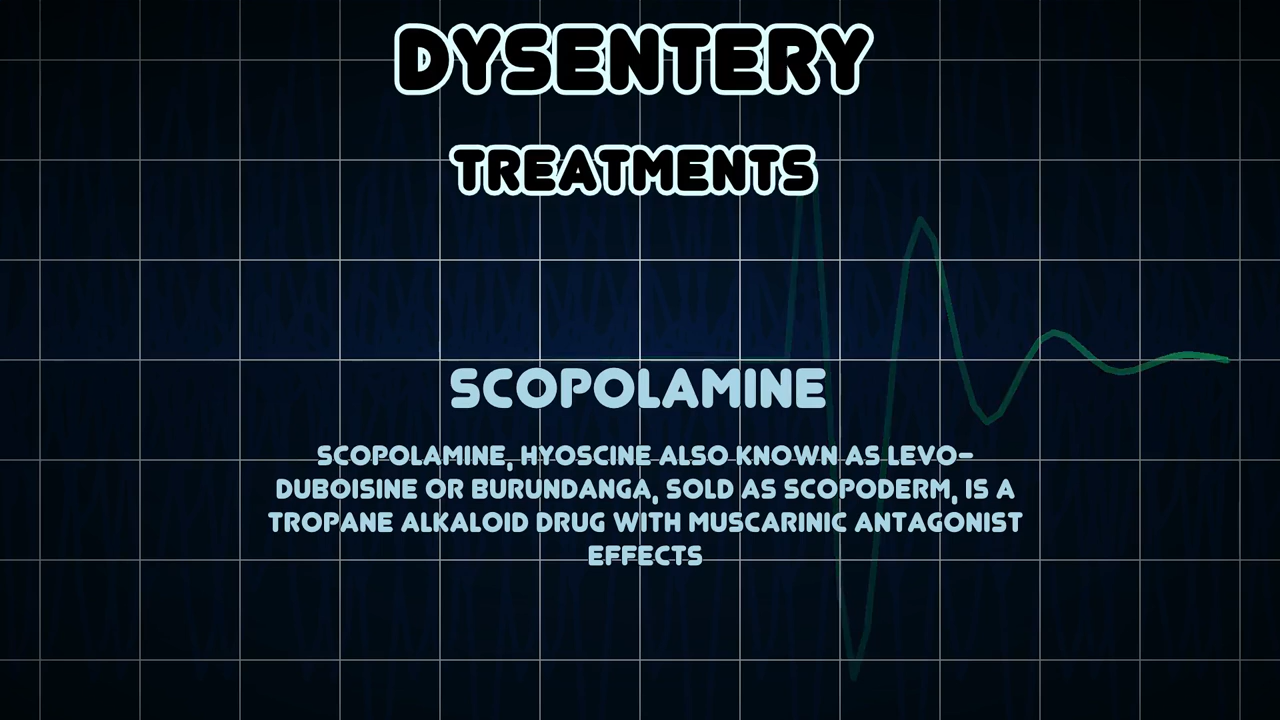 DYSENTERY
TREATMENTS
SCOPOLAMINE
SCOPOLAMINE, HYOSCINE ALSO KNOWN AS LEVO-
DUBOISINE OR BURUNDANGA, SOLD AS SCOPODERM, IS A
TROPANE ALKALOID DRUG WITH MUSCARINIC ANTAGONIST
EFFECTS